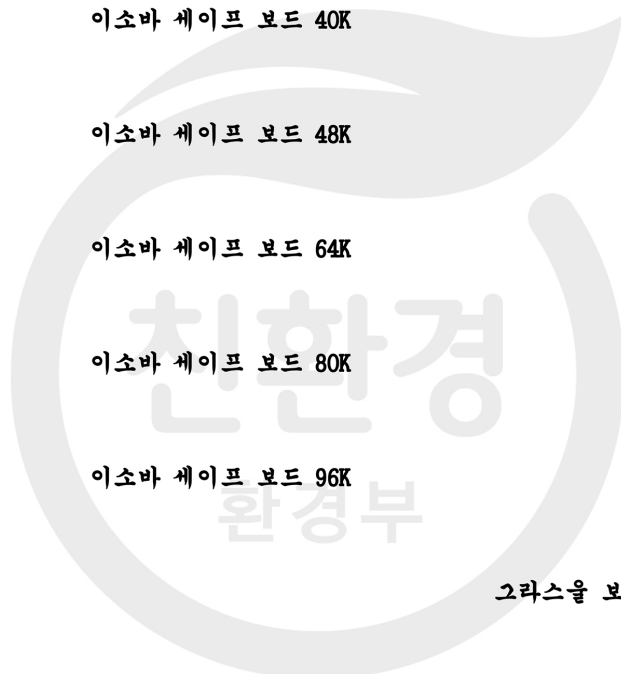 이소바 세이프 보드 40K
이소바 세이프 보드 48K
이소바 세이프 보드 64K
친환경
이소바 세이프 보드 80K
이소바 세이프 보드 96K
환경부
그라스울 보